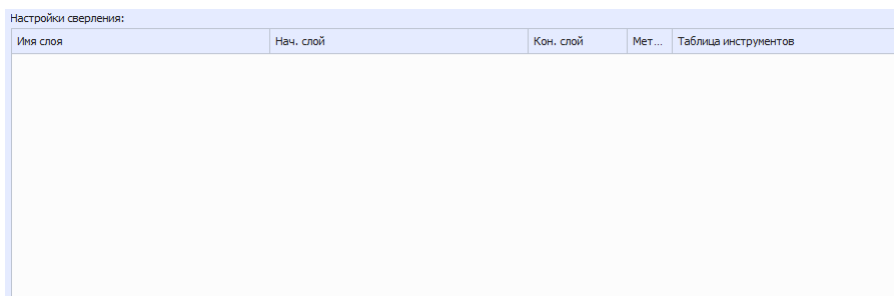 Настройки сверления:
Имя слоя Нач. слой Кон. слой Мет... Таблица инструментов